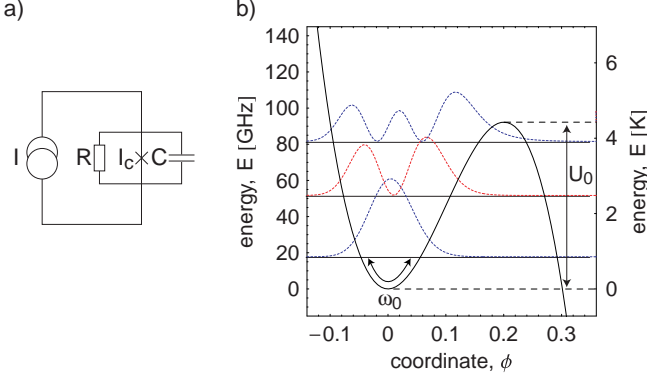 a)
I
R
I_c
C
b)
energy, E [GHz]
140
120
100
80
60
40
20
0
−0.1
0
0.1
0.2
0.3
coordinate, ϕ
ω_0
U_0
energy, E [K]
6
4
2
0